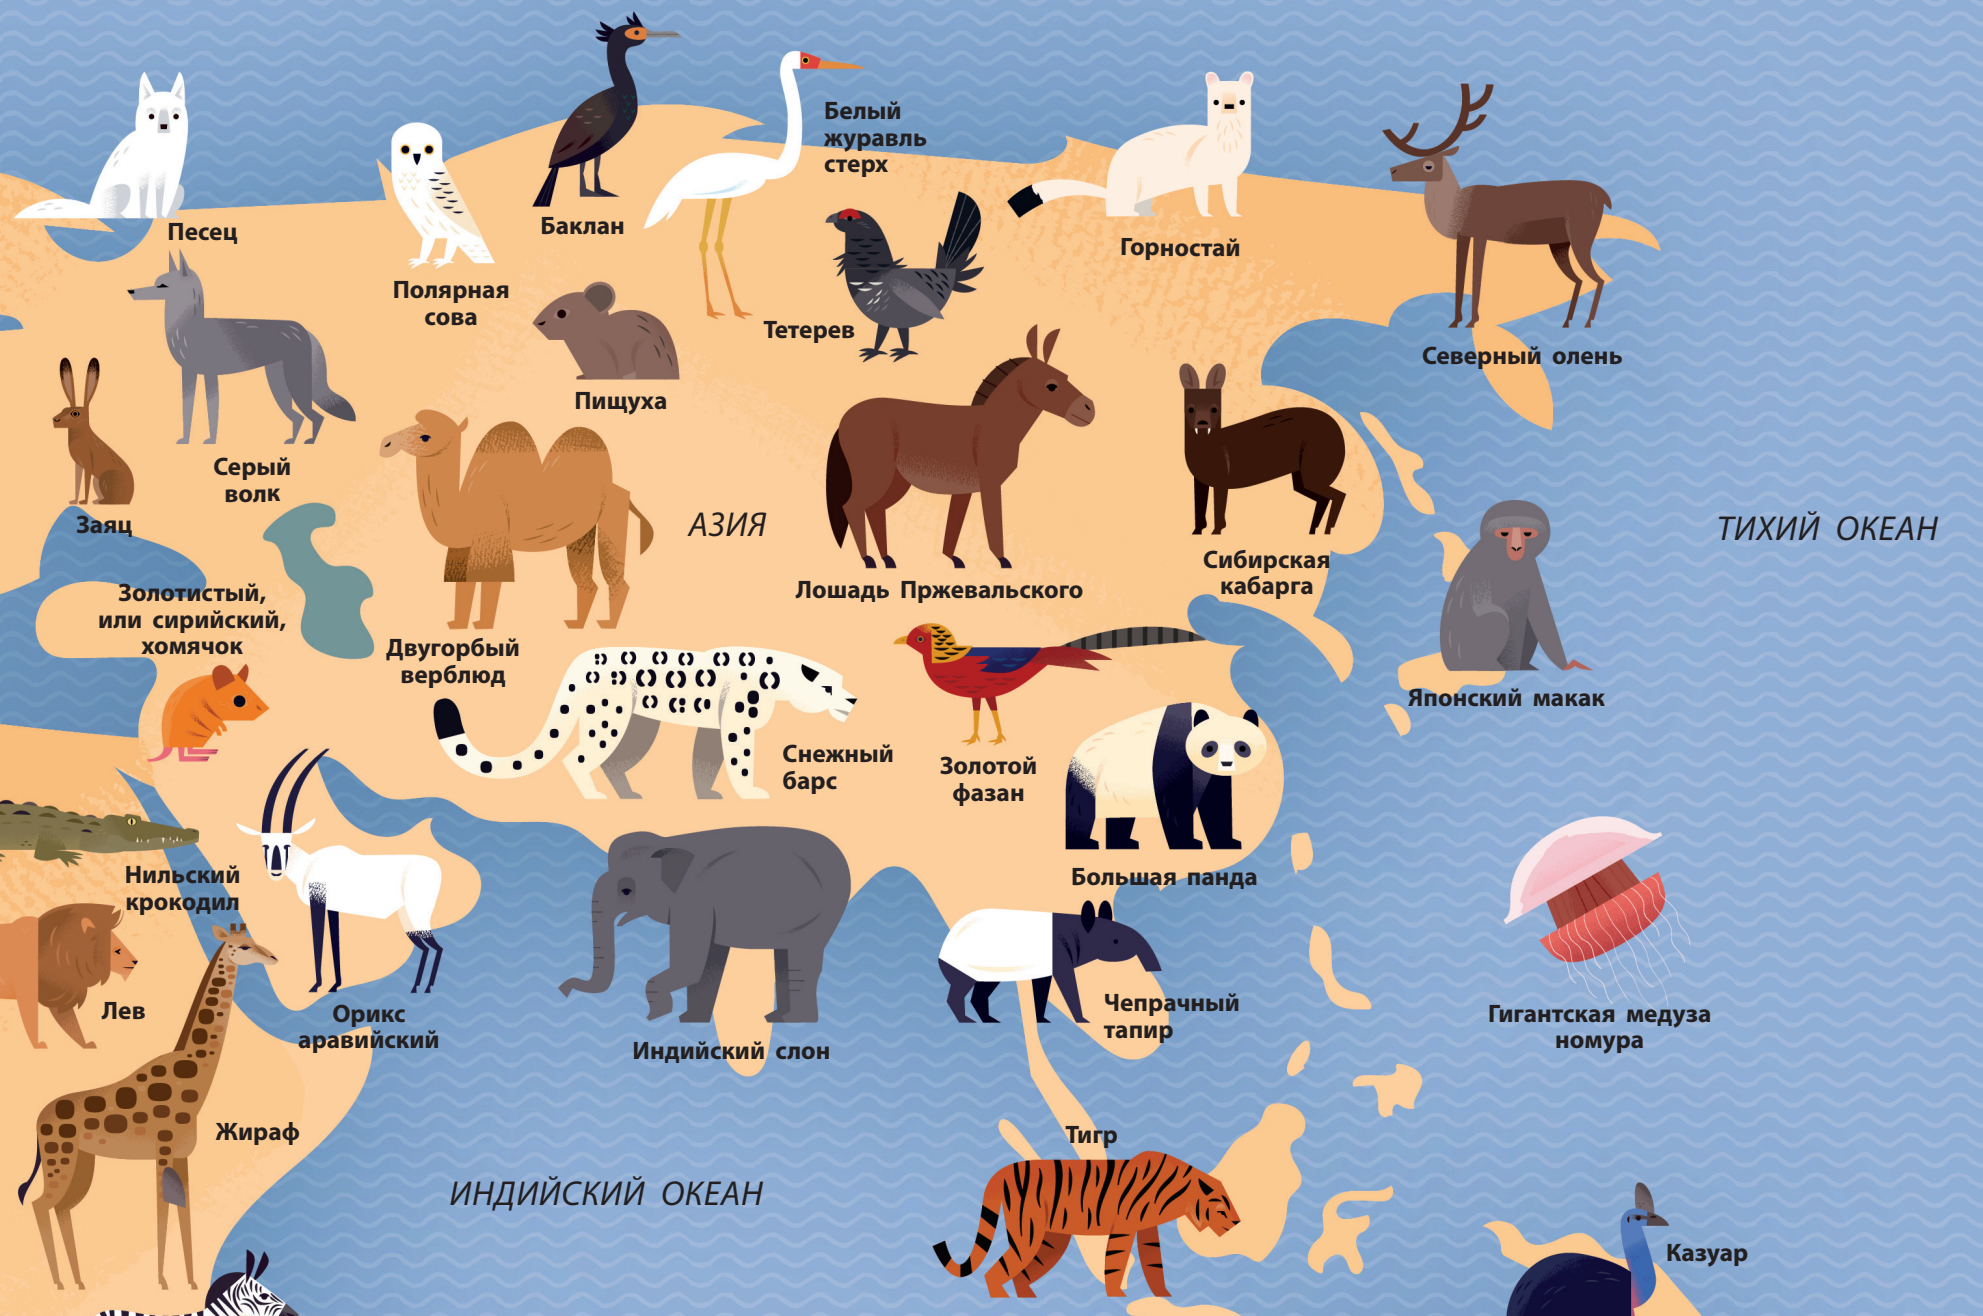 Белый
журавль
стерх
Песец
Баклан
Горностай
Полярная
сова
Тетерев
Северный олень
Пищуха
Серый
волк
Заяц
АЗИЯ
ТИХИЙ ОКЕАН
Сибирская
кабарга
Лошадь Пржевальского
Золотистый,
или сирийский,
хомячок
Двугорбый
верблюд
Японский макак
Снежный
барс
Золотой
фазан
Нильский
крокодил
Большая панда
Лев
Орикс
аравийский
Индийский слон
Чепрачный
тапир
Гигантская медуза
номура
Жираф
Тигр
ИНДИЙСКИЙ ОКЕАН
Казуар